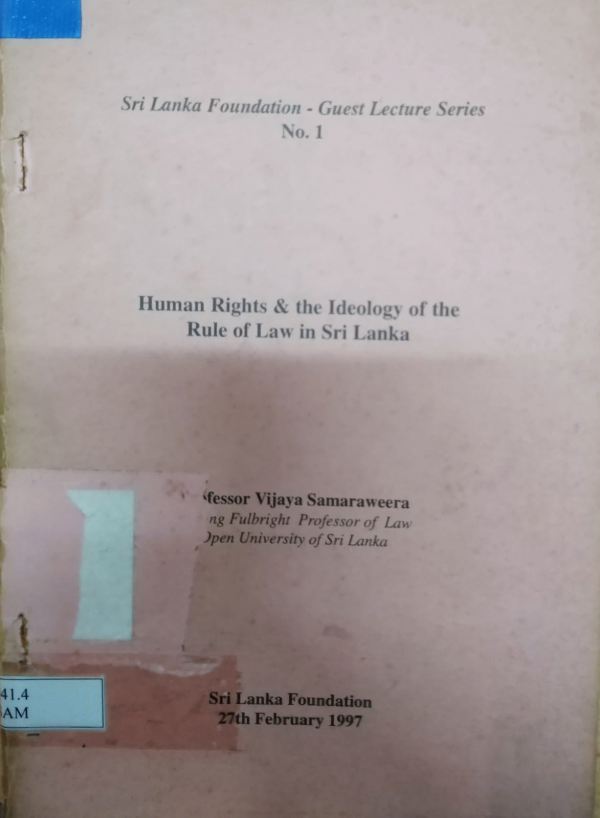 Sri Lanka Foundation - Guest Lecture Series
No. 1
Human Rights & the Ideology of the
Rule of Law in Sri Lanka
fessor Vijaya Samaraweera
ng Fulbright Professor of Law
Open University of Sri Lanka
41.4
AM
Sri Lanka Foundation
27th February 1997